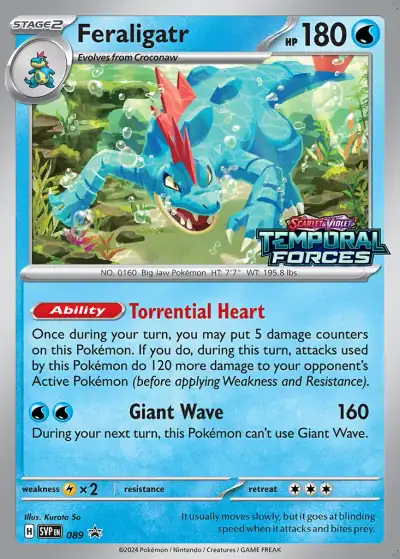 STAGE2
Feraligatr
HP 180
Evolves from Croconaw
SCARLET & VIOLET
TEMPORAL
FORCES
NO. 0160 Big Jaw Pokémon HT: 7'7" WT: 195.8 lbs
Ability Torrential Heart
Once during your turn, you may put 5 damage counters
on this Pokémon. If you do, during this turn, attacks used
by this Pokémon do 120 more damage to your opponent's
Active Pokémon (before applying Weakness and Resistance).
Giant Wave 160
During your next turn, this Pokémon can't use Giant Wave.
weakness ×2 resistance retreat
Illus. Kurata So
H SVP EN 089
It usually moves slowly, but it goes at blinding
speed when it attacks and bites prey.
©2024 Pokémon / Nintendo / Creatures / GAME FREAK